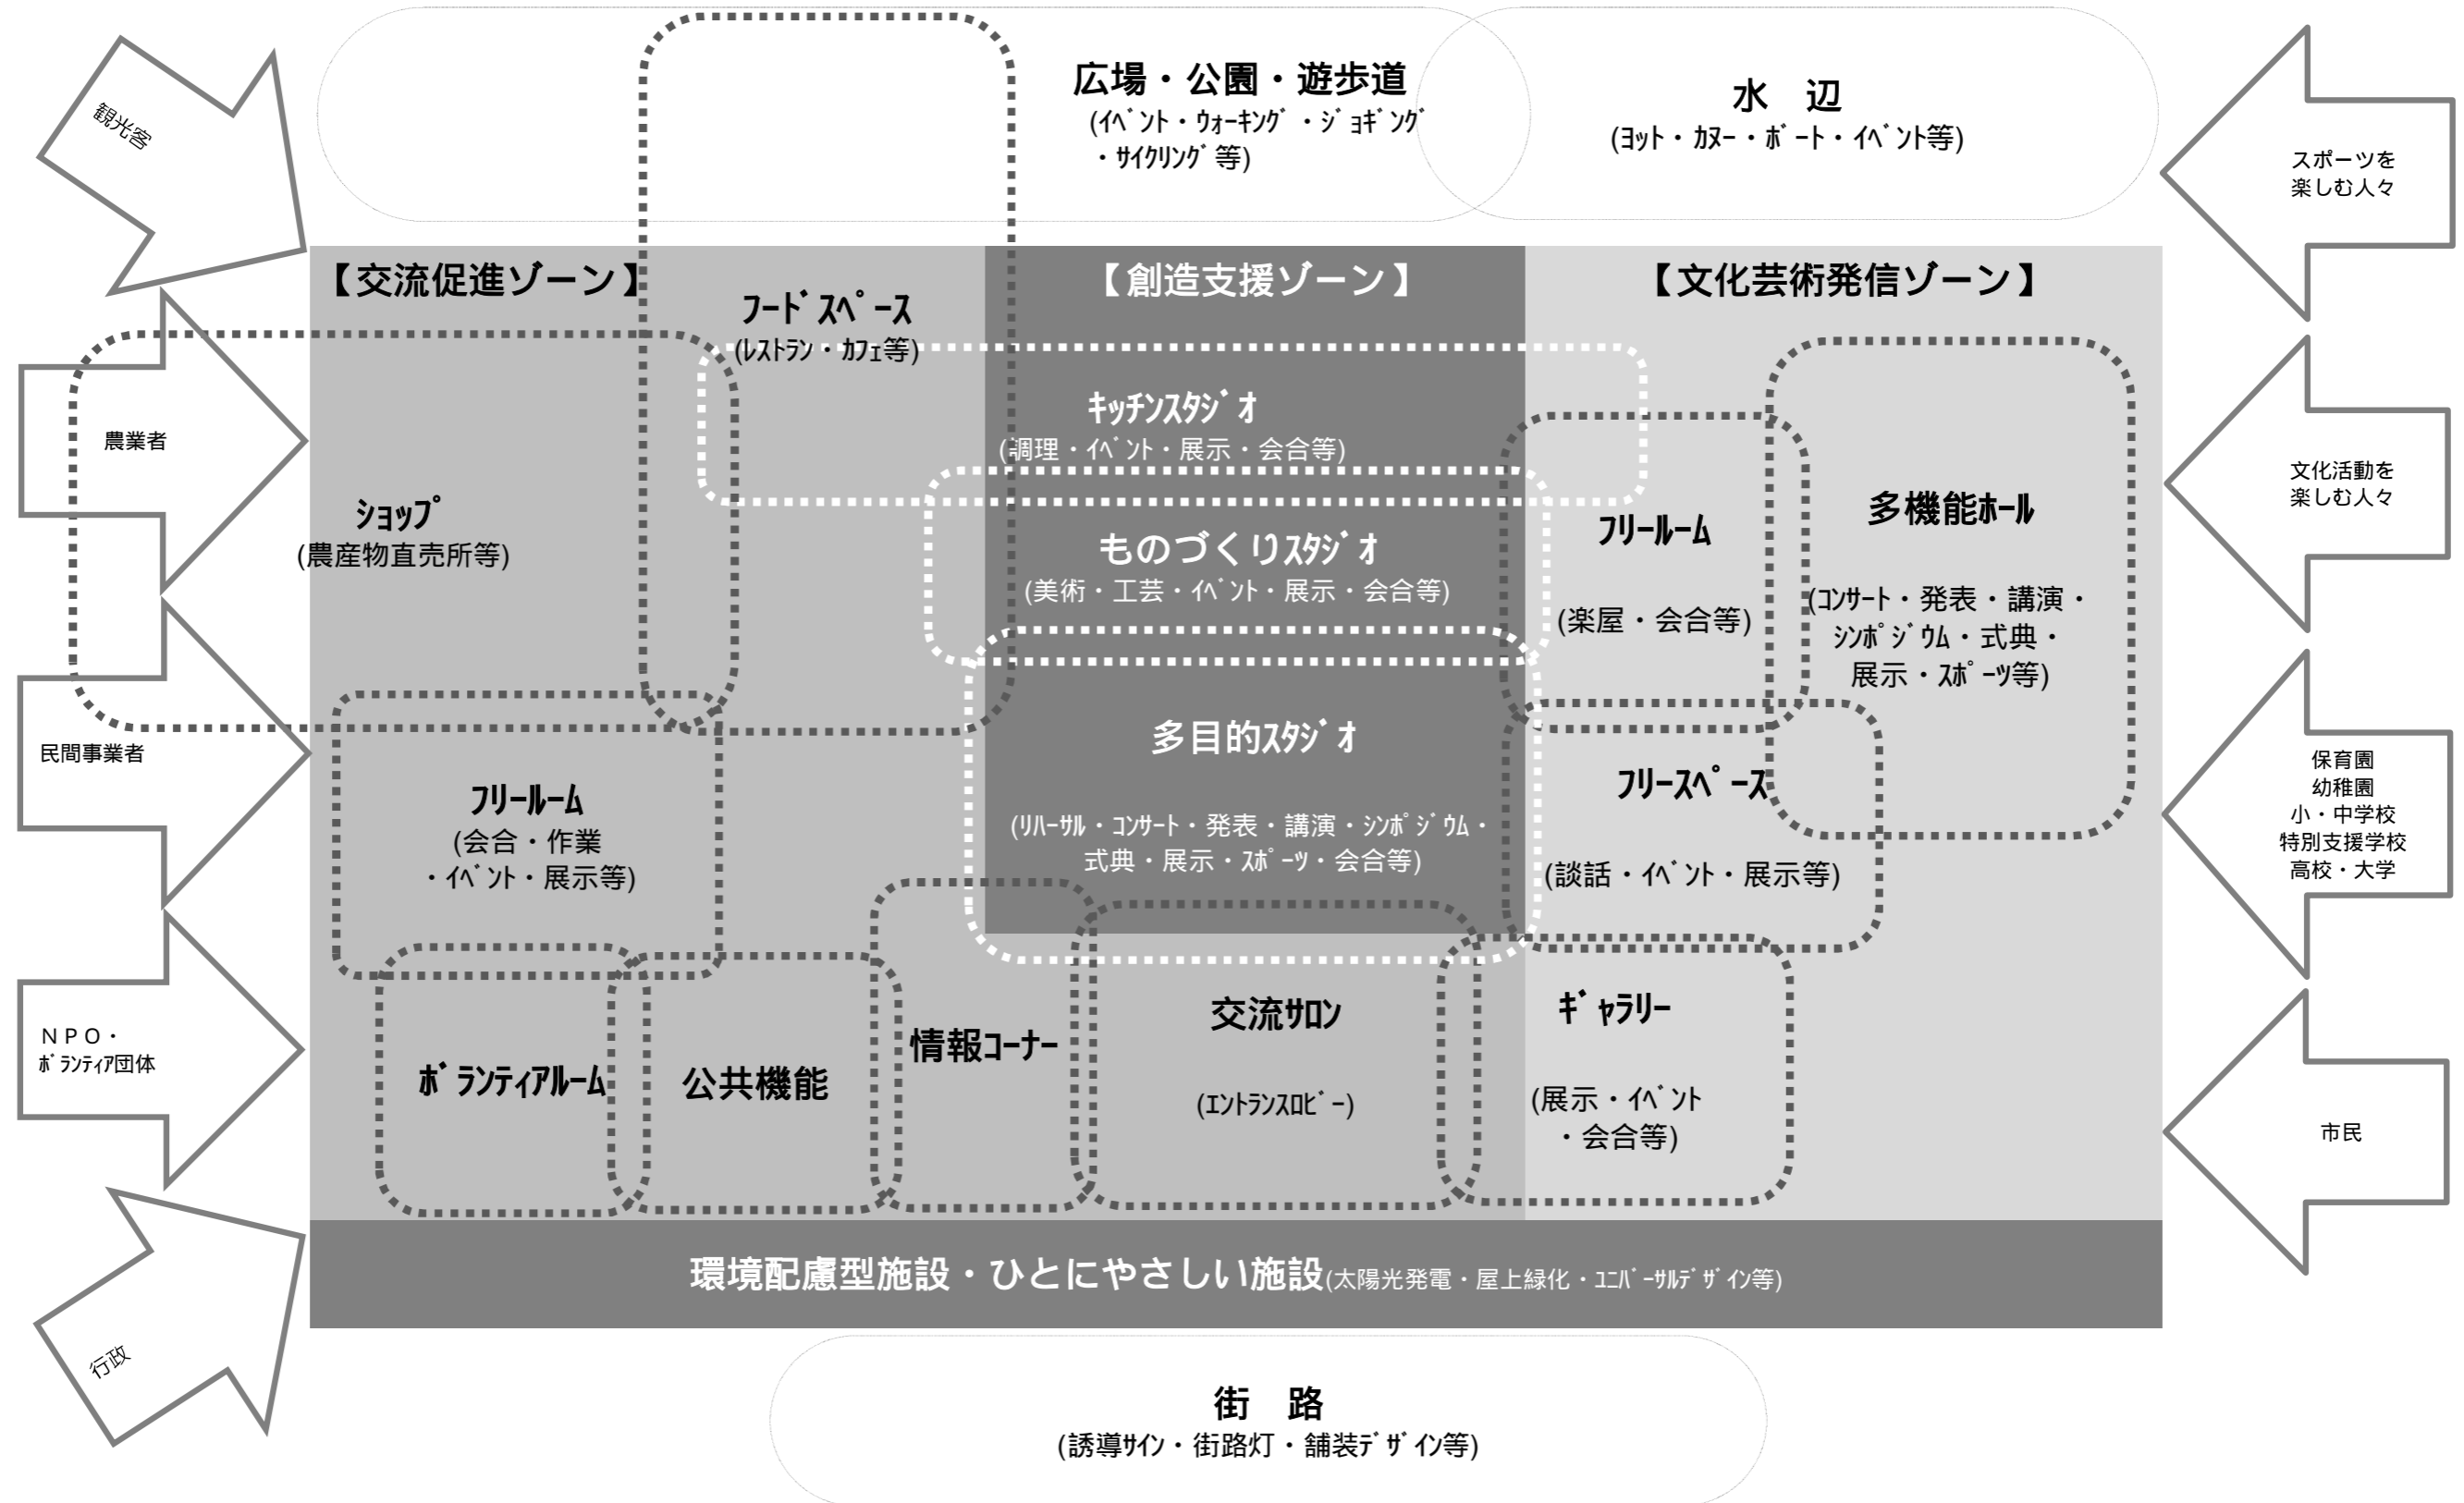 観光客
広場・公園・遊歩道
(ｲﾍﾞﾝﾄ・ｳｫｰｷﾝｸﾞ・ｼﾞｮｷﾞﾝｸﾞ
・ｻｲｸﾘﾝｸﾞ等)
水　辺
(ﾖｯﾄ・ｶﾇｰ・ﾎﾞｰﾄ・ｲﾍﾞﾝﾄ等)
スポーツを
楽しむ人々
【交流促進ゾーン】
【創造支援ゾーン】
【文化芸術発信ゾーン】
ﾌｰﾄﾞｽﾍﾟｰｽ
(ﾚｽﾄﾗﾝ・ｶﾌｪ等)
農業者
ｼｮｯﾌﾟ
(農産物直売所等)
ｷｯﾁﾝｽﾀｼﾞｵ
(調理・ｲﾍﾞﾝﾄ・展示・会合等)
ものづくりｽﾀｼﾞｵ
(美術・工芸・ｲﾍﾞﾝﾄ・展示・会合等)
ﾌﾘｰﾙｰﾑ
(楽屋・会合等)
多機能ﾎｰﾙ
(ｺﾝｻｰﾄ・発表・講演・
ｼﾝﾎﾟｼﾞｳﾑ・式典・
展示・ｽﾎﾟｰﾂ等)
文化活動を
楽しむ人々
民間事業者
ﾌﾘｰﾙｰﾑ
(会合・作業
・ｲﾍﾞﾝﾄ・展示等)
多目的ｽﾀｼﾞｵ
(ﾘﾊｰｻﾙ・ｺﾝｻｰﾄ・発表・講演・ｼﾝﾎﾟｼﾞｳﾑ・
式典・展示・ｽﾎﾟｰﾂ・会合等)
ﾌﾘｰｽﾍﾟｰｽ
(談話・ｲﾍﾞﾝﾄ・展示等)
保育園
幼稚園
小・中学校
特別支援学校
高校・大学
ＮＰＯ・
ﾎﾞﾗﾝﾃｨｱ団体
ﾎﾞﾗﾝﾃｨｱﾙｰﾑ
公共機能
情報ｺｰﾅｰ
交流ｻﾛﾝ
(ｴﾝﾄﾗﾝｽﾛﾋﾞｰ)
ｷﾞｬﾗﾘｰ
(展示・ｲﾍﾞﾝﾄ
・会合等)
市民
行政
環境配慮型施設・ひとにやさしい施設(太陽光発電・屋上緑化・ﾕﾆﾊﾞｰｻﾙﾃﾞｻﾞｲﾝ等)
街　路
(誘導ｻｲﾝ・街路灯・舗装ﾃﾞｻﾞｲﾝ等)